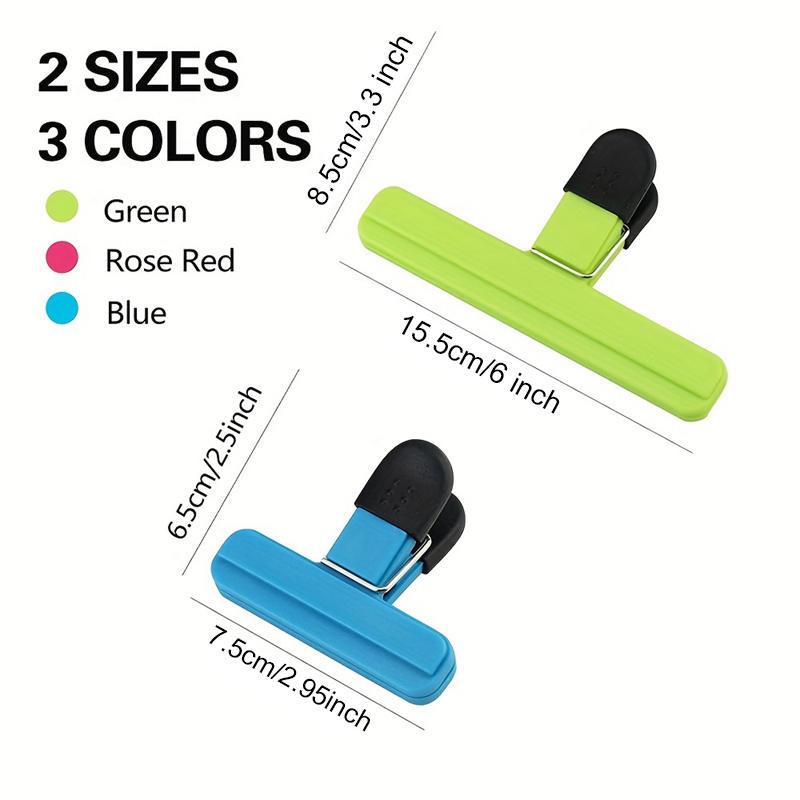 2 SIZES
3 COLORS
Green
Rose Red
Blue
8.5cm/3.3 inch
15.5cm/6 inch
6.5cm/2.5inch
7.5cm/2.95inch